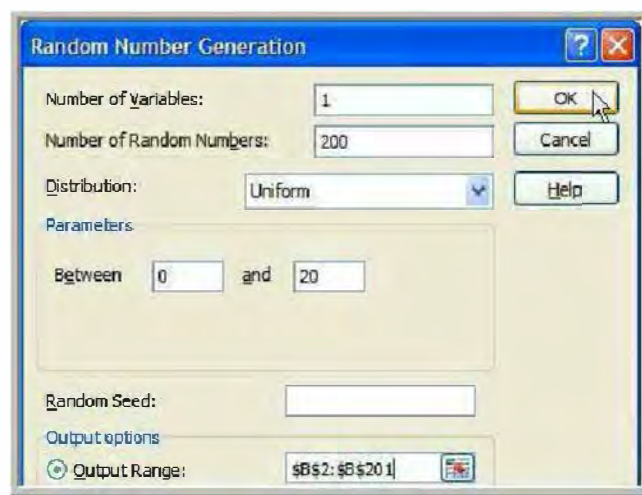 Random Number Generation
Number of Variables: 1 OK
Number of Random Numbers: 200 Cancel
Distribution: Uniform Help
Parameters
Between 0 and 20
Random Seed:
Output options
Output Range: $B$2:$B$201